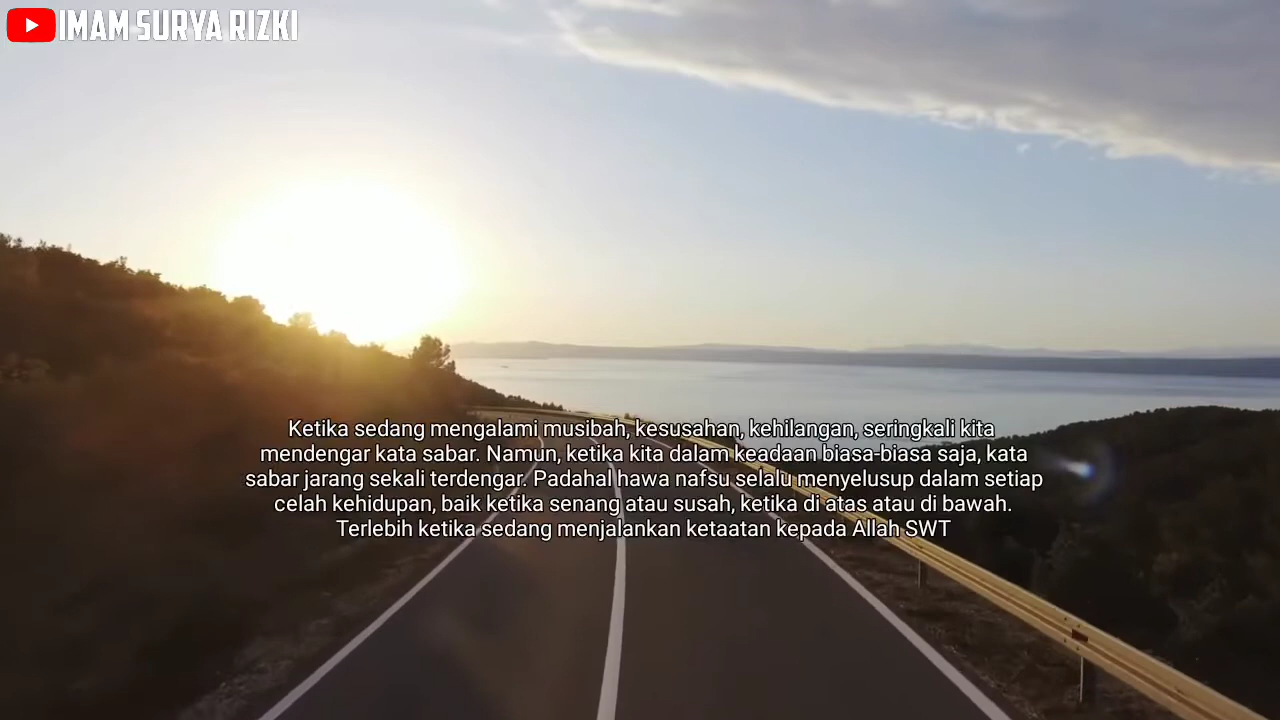 IMAM SURYA RIZKI
Ketika sedang mengalami musibah, kesusahan, kehilangan, seringkali kita
mendengar kata sabar. Namun, ketika kita dalam keadaan biasa-biasa saja, kata
sabar jarang sekali terdengar. Padahal hawa nafsu selalu menyelusup dalam setiap
celah kehidupan, baik ketika senang atau susah, ketika di atas atau di bawah.
Terlebih ketika sedang menjalankan ketaatan kepada Allah SWT